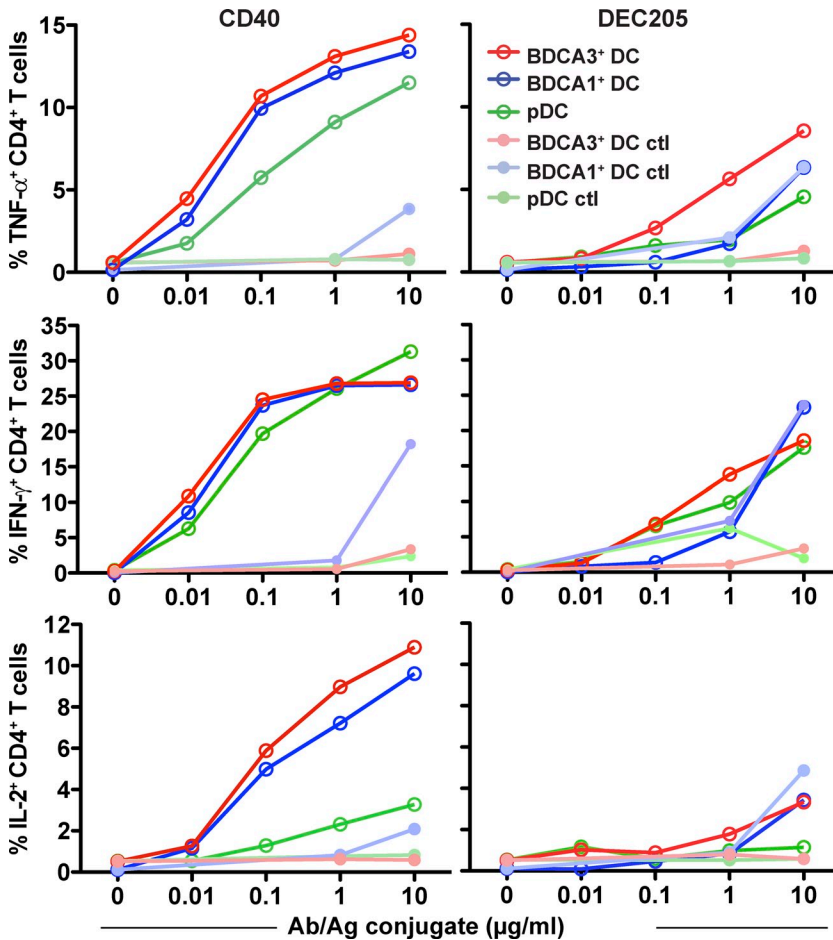 CD40
DEC205
% TNF-α⁺ CD4⁺ T cells
15
10
5
0
0 0.01 0.1 1 10
BDCA3⁺ DC
BDCA1⁺ DC
pDC
BDCA3⁺ DC ctl
BDCA1⁺ DC ctl
pDC ctl
0 0.01 0.1 1 10
% IFN-γ⁺ CD4⁺ T cells
35
30
25
20
15
10
5
0
0 0.01 0.1 1 10
0 0.01 0.1 1 10
% IL-2⁺ CD4⁺ T cells
12
10
8
6
4
2
0
0 0.01 0.1 1 10
0 0.01 0.1 1 10
Ab/Ag conjugate (µg/ml)